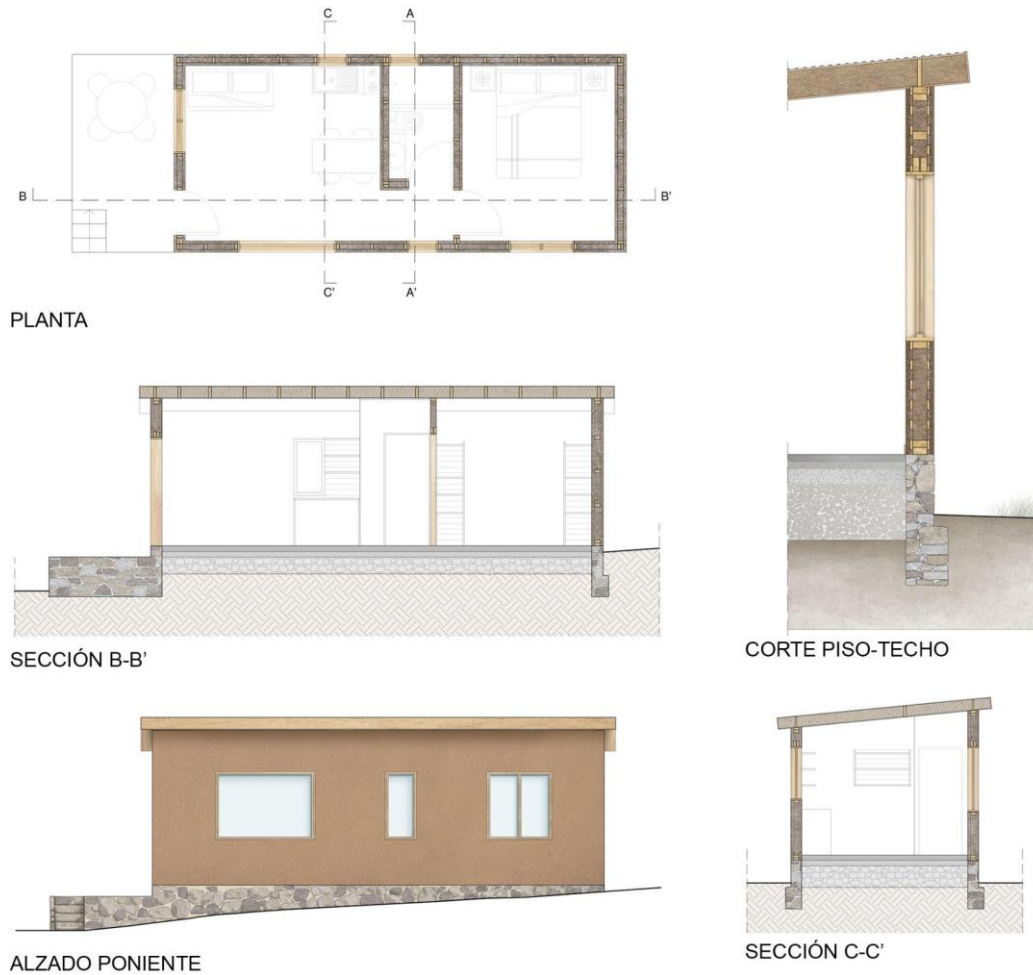 C A
B B'
C' A'
PLANTA
SECCIÓN B-B'
CORTE PISO-TECHO
ALZADO PONIENTE
SECCIÓN C-C'